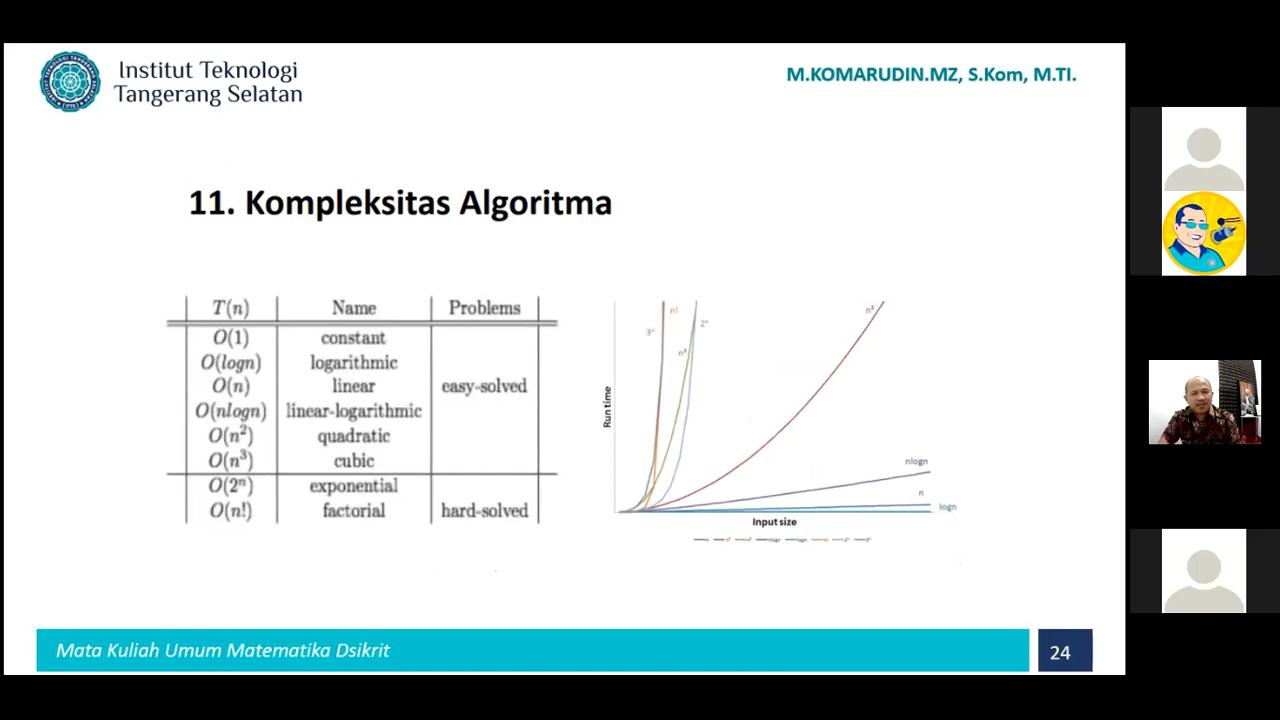 Institut Teknologi
Tangerang Selatan
M.KOMARUDIN.MZ, S.Kom, M.TI.
11. Kompleksitas Algoritma
T(n) Name Problems
O(1) constant
O(logn) logarithmic
O(n) linear easy-solved
O(nlogn) linear-logarithmic
O(n²) quadratic
O(n³) cubic
O(2ⁿ) exponential
O(n!) factorial hard-solved
n!
2ⁿ
nlogn
n
logn
Run time
Input size
Mata Kuliah Umum Matematika Dsikrit
24